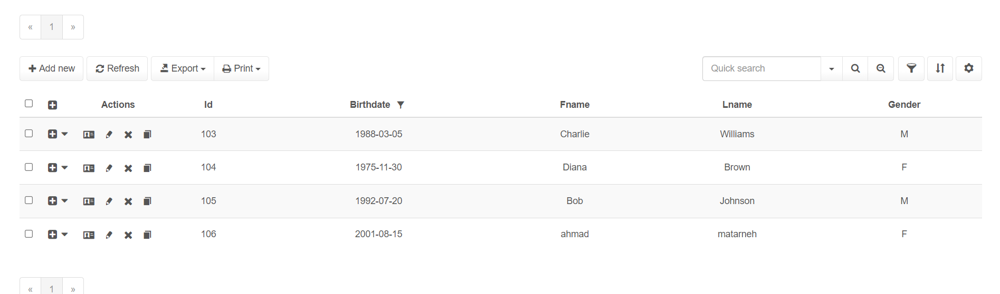 « 1 »
Add new Refresh Export Print Quick search
Actions Id Birthdate Fname Lname Gender
103 1988-03-05 Charlie Williams M
104 1975-11-30 Diana Brown F
105 1992-07-20 Bob Johnson M
106 2001-08-15 ahmad matarneh F
« 1 »